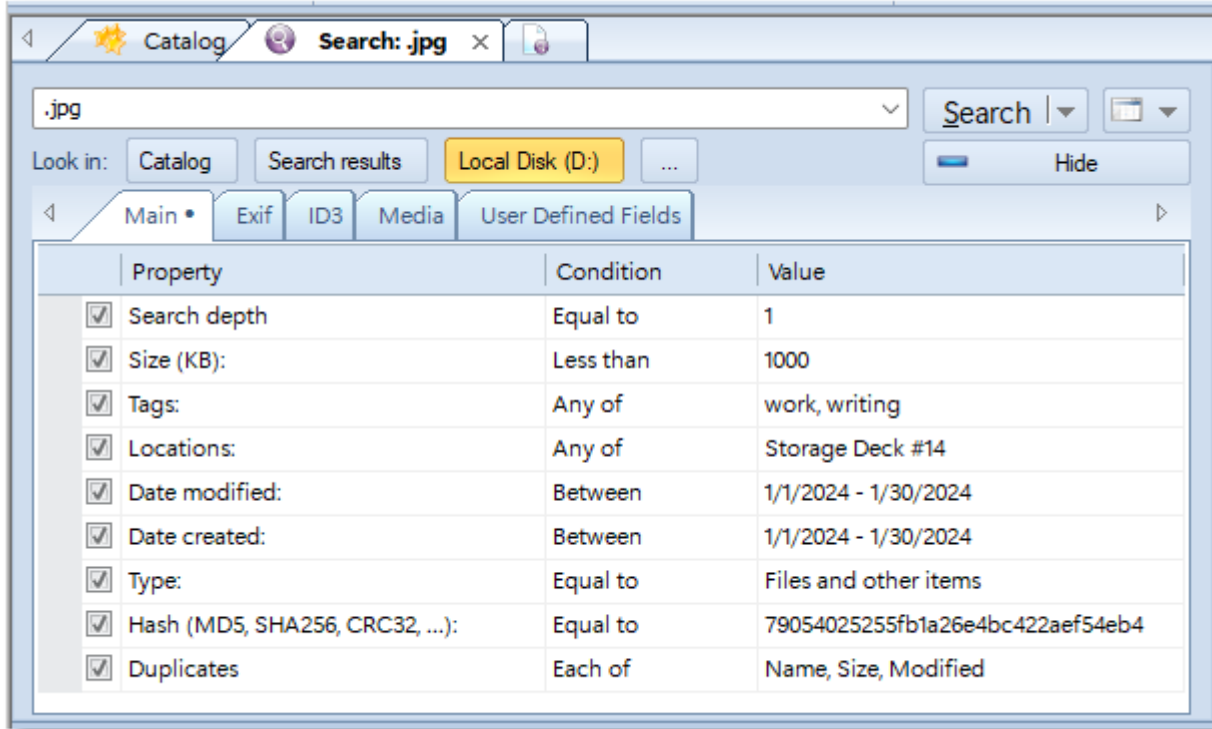 Catalog Search: .jpg
.jpg Search
Look in: Catalog Search results Local Disk (D:) ... Hide
Main • Exif ID3 Media User Defined Fields
Property Condition Value
Search depth Equal to 1
Size (KB): Less than 1000
Tags: Any of work, writing
Locations: Any of Storage Deck #14
Date modified: Between 1/1/2024 - 1/30/2024
Date created: Between 1/1/2024 - 1/30/2024
Type: Equal to Files and other items
Hash (MD5, SHA256, CRC32, ...): Equal to 79054025255fb1a26e4bc422aef54eb4
Duplicates Each of Name, Size, Modified